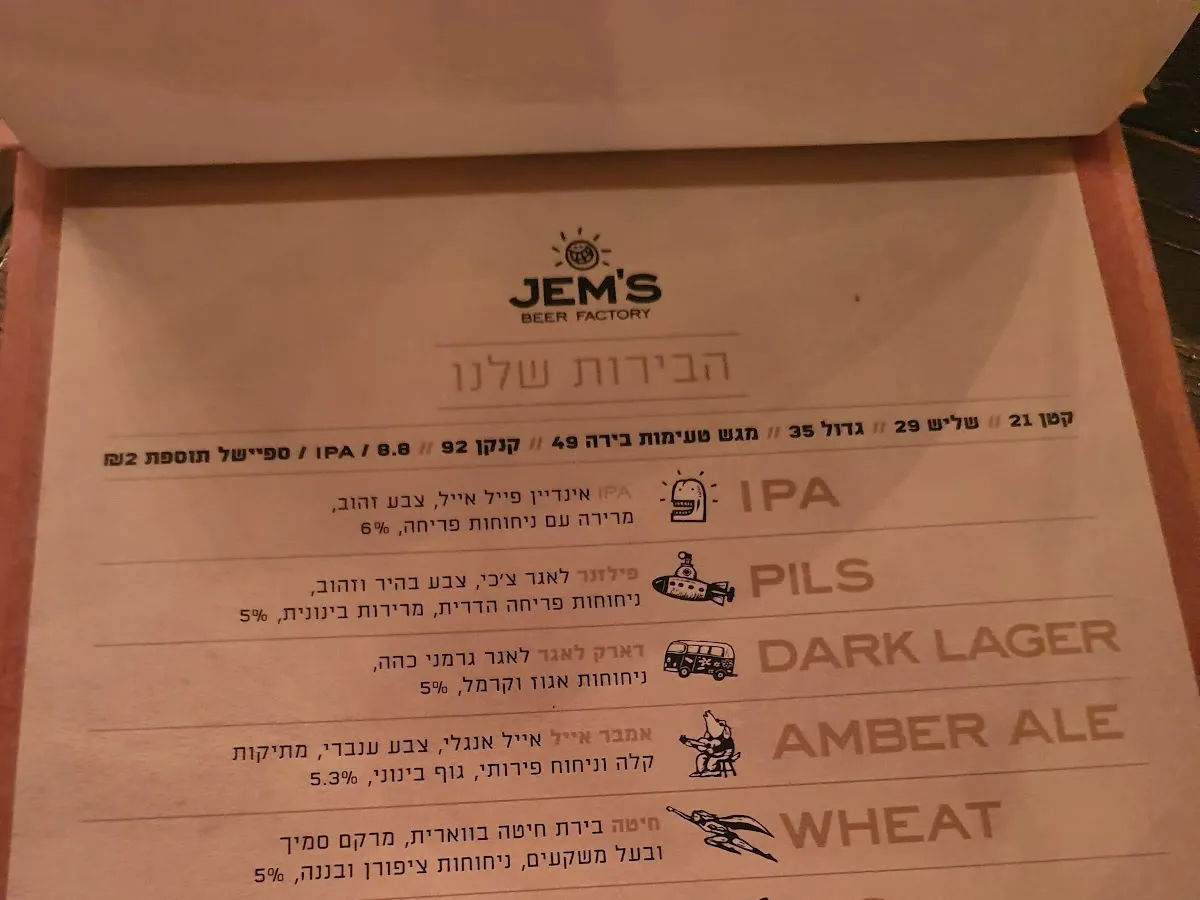 JEM'S
BEER FACTORY
הבירות שלנו
קטן 21 // שליש 29 // גדול 35 // מגש טעימות בירה 49 // קנקן 92 // 8.8 / IPA / ספיישל תוספת 2₪
IPA
IPA אינדיין פייל אייל, צבע זהוב,
מרירה עם ניחוחות פריחה, 6%
PILS
פילזנר לאגר צ'כי, צבע בהיר וזהוב,
ניחוחות פריחה הדרית, מרירות בינונית, 5%
DARK LAGER
דארק לאגר לאגר גרמני כהה,
ניחוחות אגוז וקרמל, 5%
AMBER ALE
אמבר אייל אייל אנגלי, צבע ענברי, מתיקות
קלה וניחוח פירותי, גוף בינוני, 5.3%
WHEAT
חיטה בירת חיטה בווארית, מרקם סמיך
ובעל משקעים, ניחוחות ציפורן ובננה, 5%